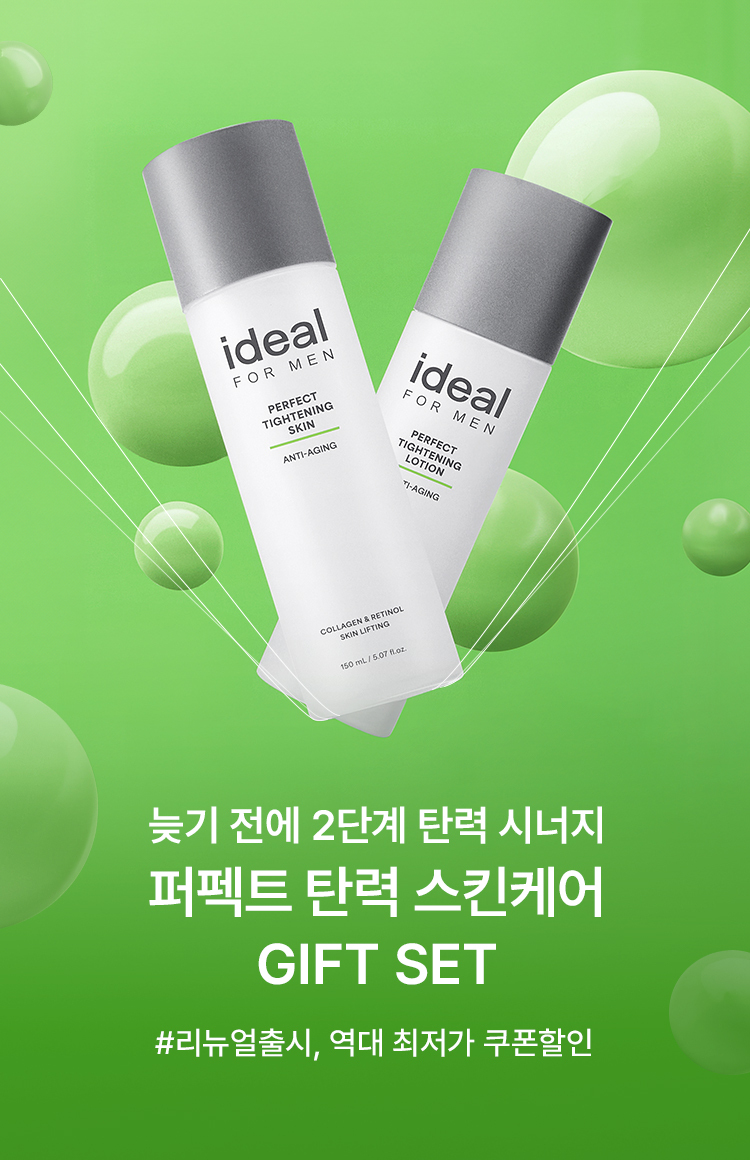 ideal
FOR MEN
PERFECT
TIGHTENING
SKIN
ANTI-AGING
COLLAGEN & RETINOL
SKIN LIFTING
150 mL / 5.07 fl.oz.
ideal
FOR MEN
PERFECT
TIGHTENING
LOTION
TI-AGING
늦기 전에 2단계 탄력 시너지
퍼펙트 탄력 스킨케어
GIFT SET
#리뉴얼출시, 역대 최저가 쿠폰할인